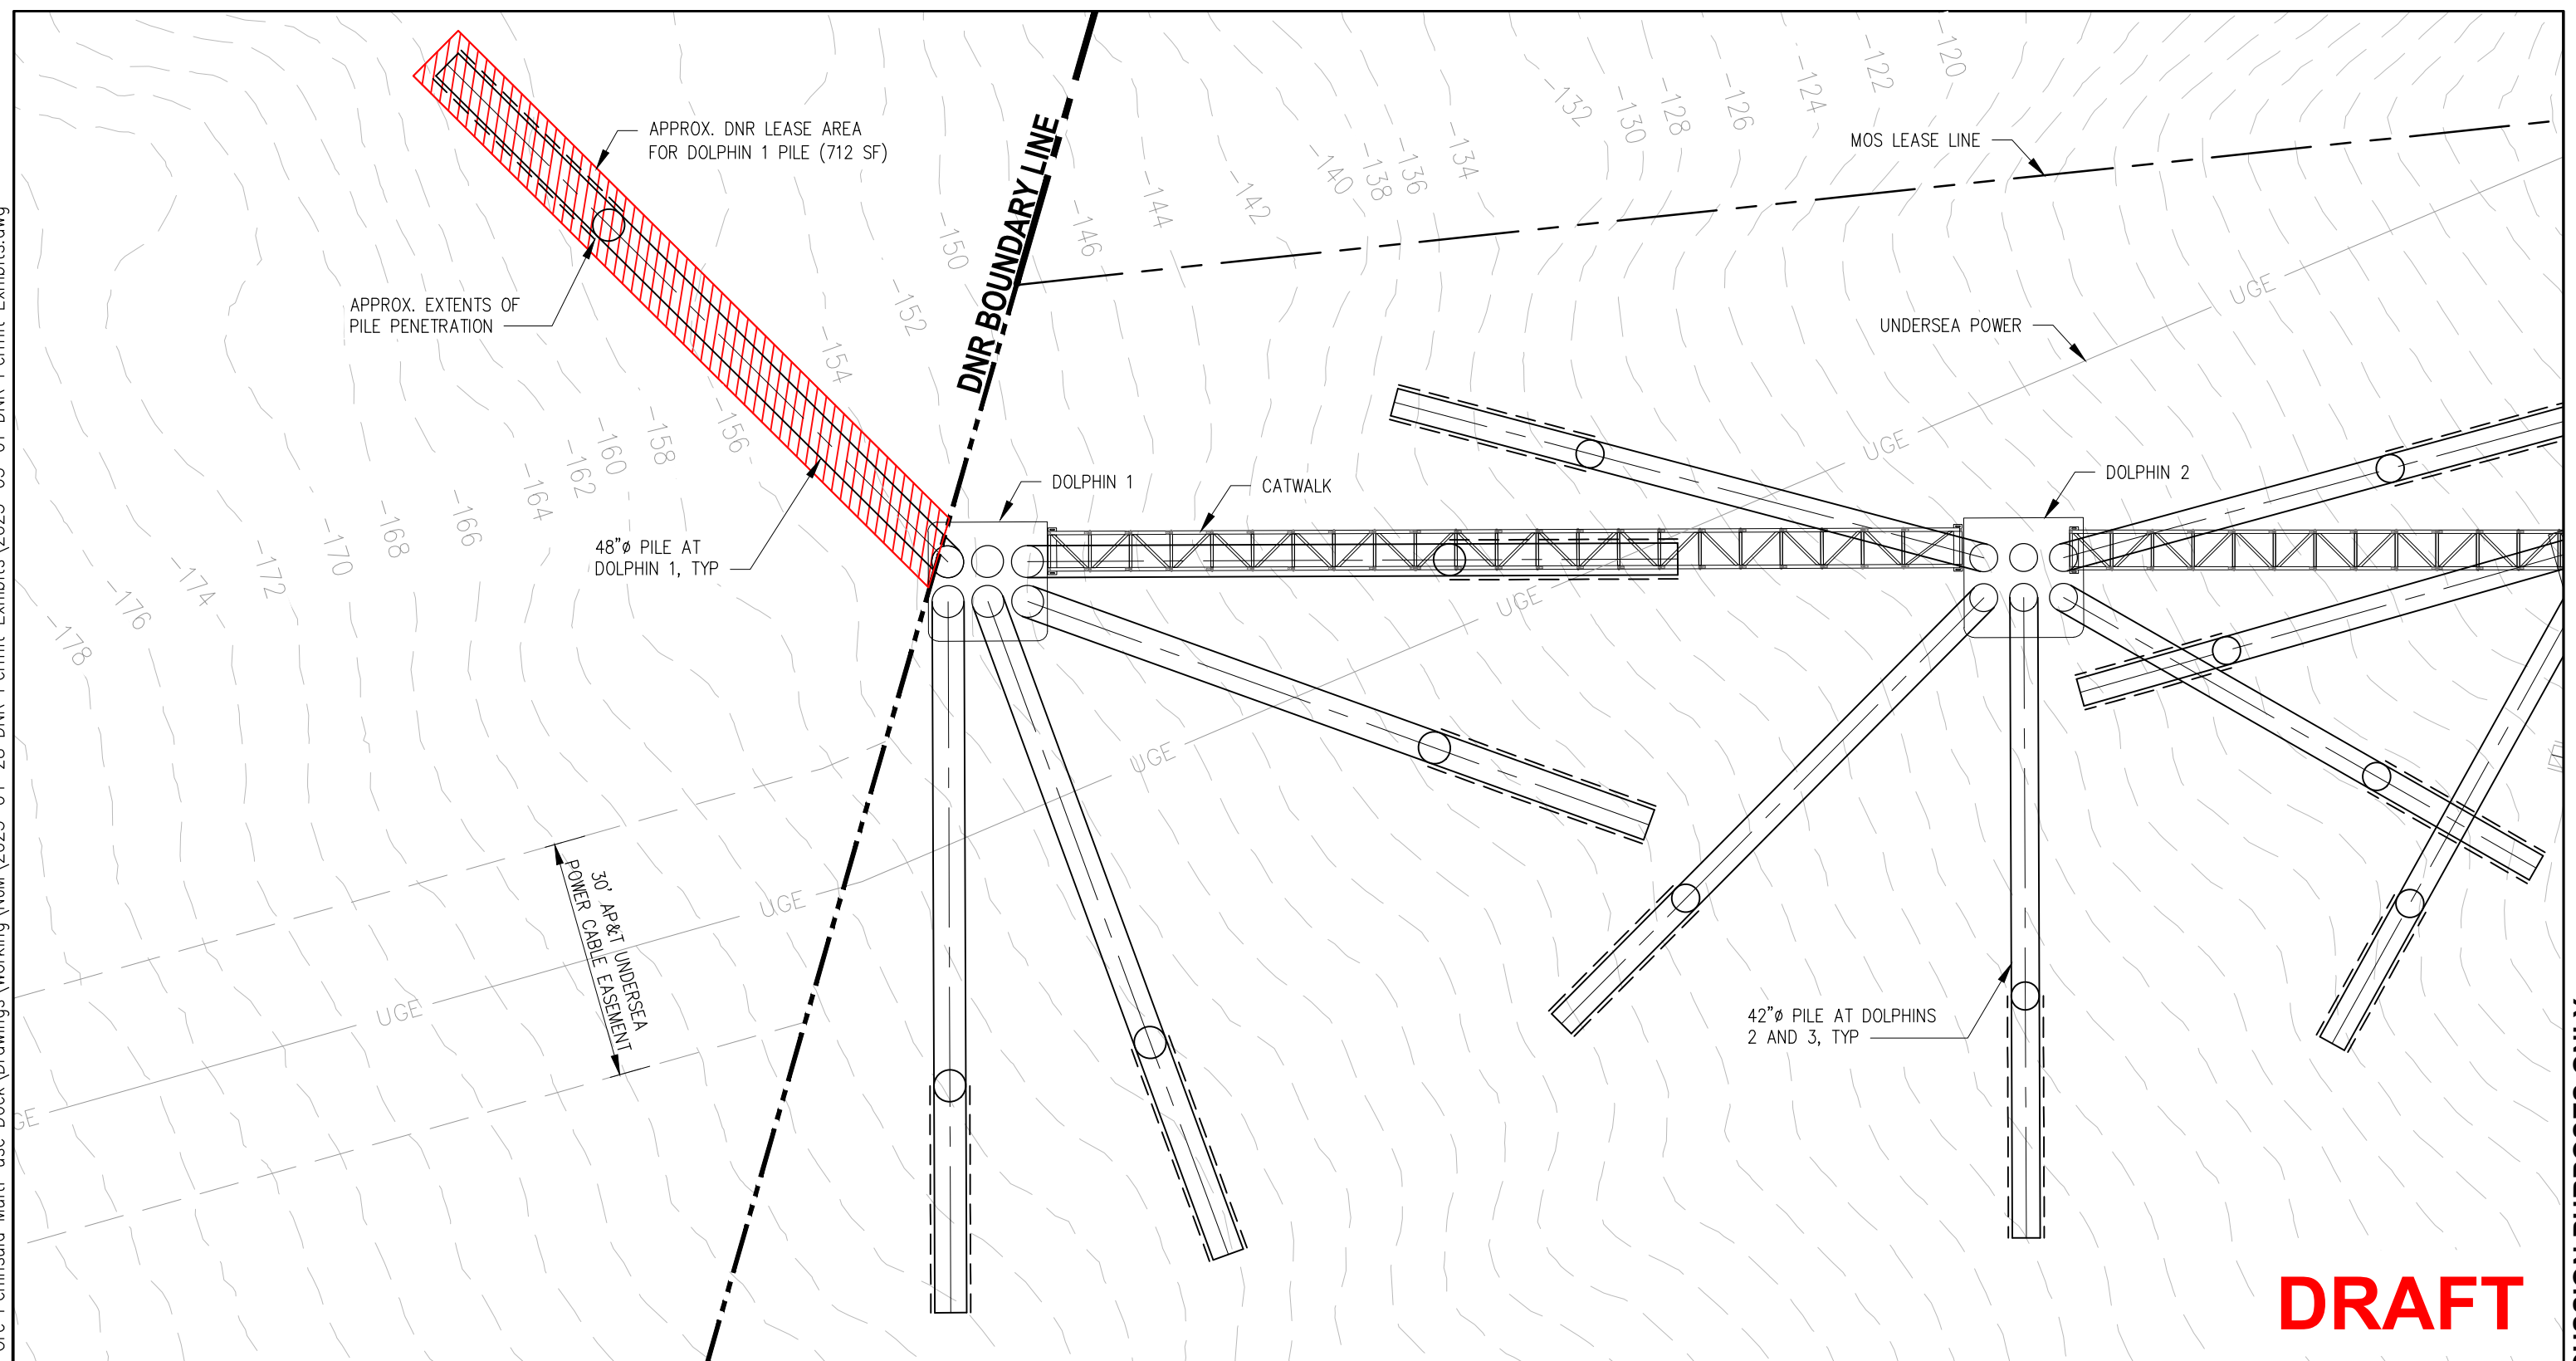 APPROX. DNR LEASE AREA
FOR DOLPHIN 1 PILE (712 SF)
DNR BOUNDARY LINE
MOS LEASE LINE
APPROX. EXTENTS OF
PILE PENETRATION
UNDERSEA POWER
DOLPHIN 1
CATWALK
DOLPHIN 2
48"ø PILE AT
DOLPHIN 1, TYP
30' AP&T UNDERSEA
POWER CABLE EASEMENT
42"ø PILE AT DOLPHINS
2 AND 3, TYP
-178
-176
-174
-172
-170
-168
-166
-164
-162
-160
-158
-156
-154
-152
-150
-146
-144
-142
-140
-138
-136
-134
-132
-130
-128
-126
-124
-122
-120
UGE
UGE
UGE
UGE
UGE
UGE
DRAFT